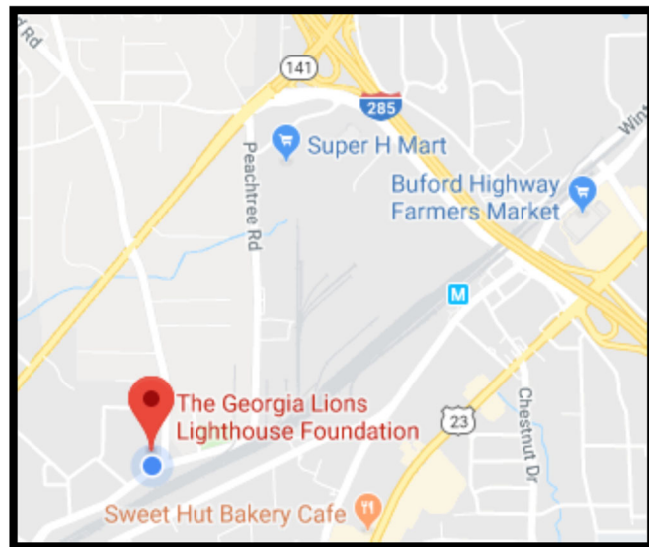 d Rd
141
285
Super H Mart
Peachtree Rd
Wint
Buford Highway
Farmers Market
M
The Georgia Lions
Lighthouse Foundation
23
Chestnut Dr
Sweet Hut Bakery Cafe